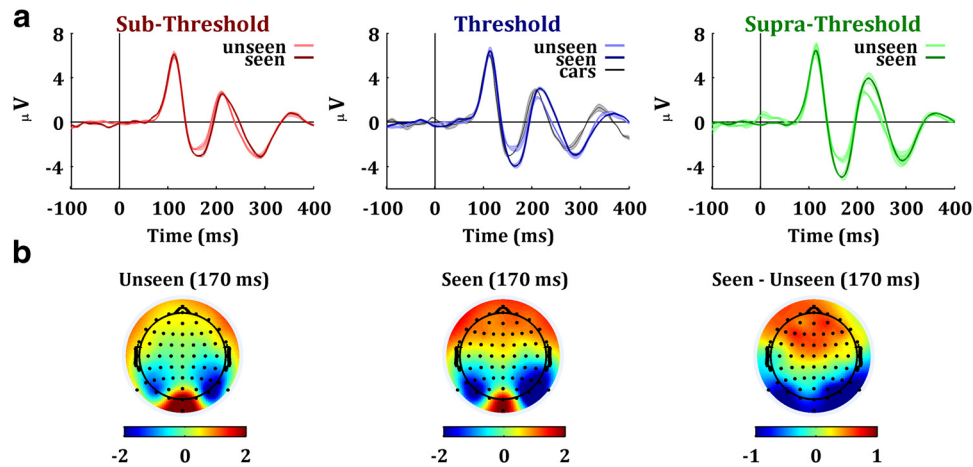 a
Sub-Threshold Threshold Supra-Threshold
8 8 8
unseen unseen unseen
seen seen seen
cars
4 4 4
μV μV μV
0 0 0
-4 -4 -4
-100 0 100 200 300 400 -100 0 100 200 300 400 -100 0 100 200 300 400
Time (ms) Time (ms) Time (ms)
b
Unseen (170 ms) Seen (170 ms) Seen - Unseen (170 ms)
-2 0 2 -2 0 2 -1 0 1